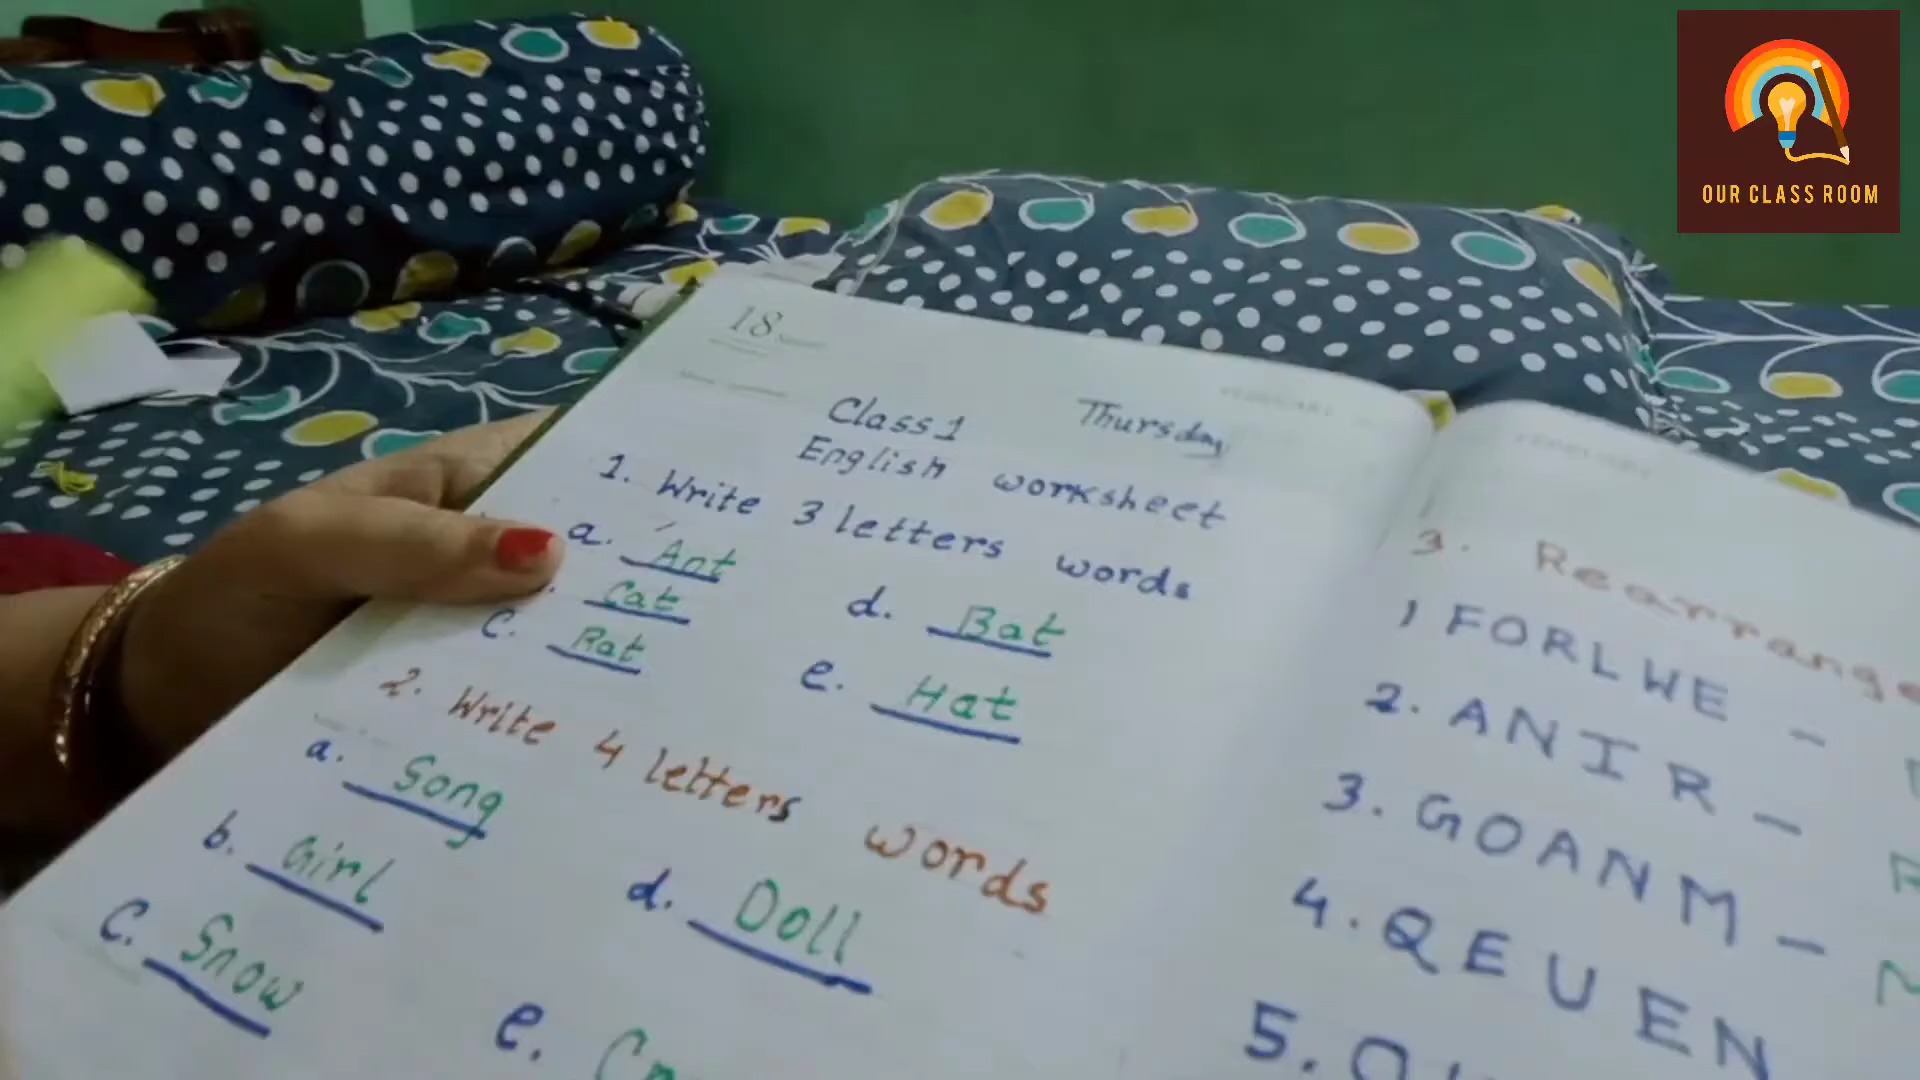 OUR CLASS ROOM
18
Class 1 Thursday
English worksheet
1. Write 3 letters words
a. Ant
Cat
c. Rat
d. Bat
e. Hat
2. Write 4 letters words
a. Song
b. Girl
c. Snow
d. Doll
e.
3. Rearrange
1 FORLWE -
2. ANIR -
3. GOANM -
4. QEUEN
5.